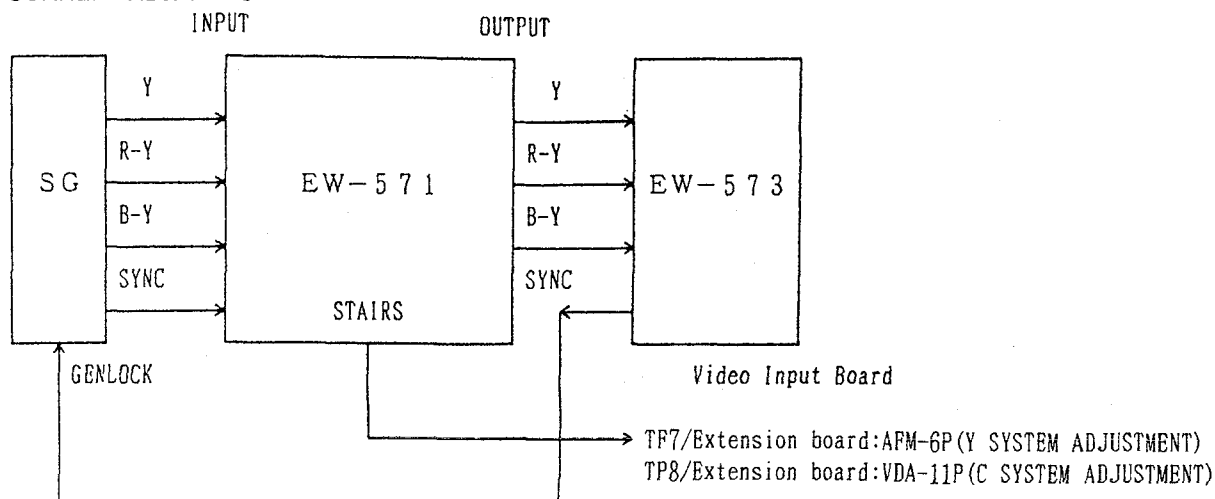 INPUT OUTPUT
Y Y
R-Y R-Y
SG EW-571 EW-573
B-Y B-Y
SYNC SYNC
STAIRS
GENLOCK Video Input Board
TF7/Extension board:AFM-6P(Y SYSTEM ADJUSTMENT)
TP8/Extension board:VDA-11P(C SYSTEM ADJUSTMENT)